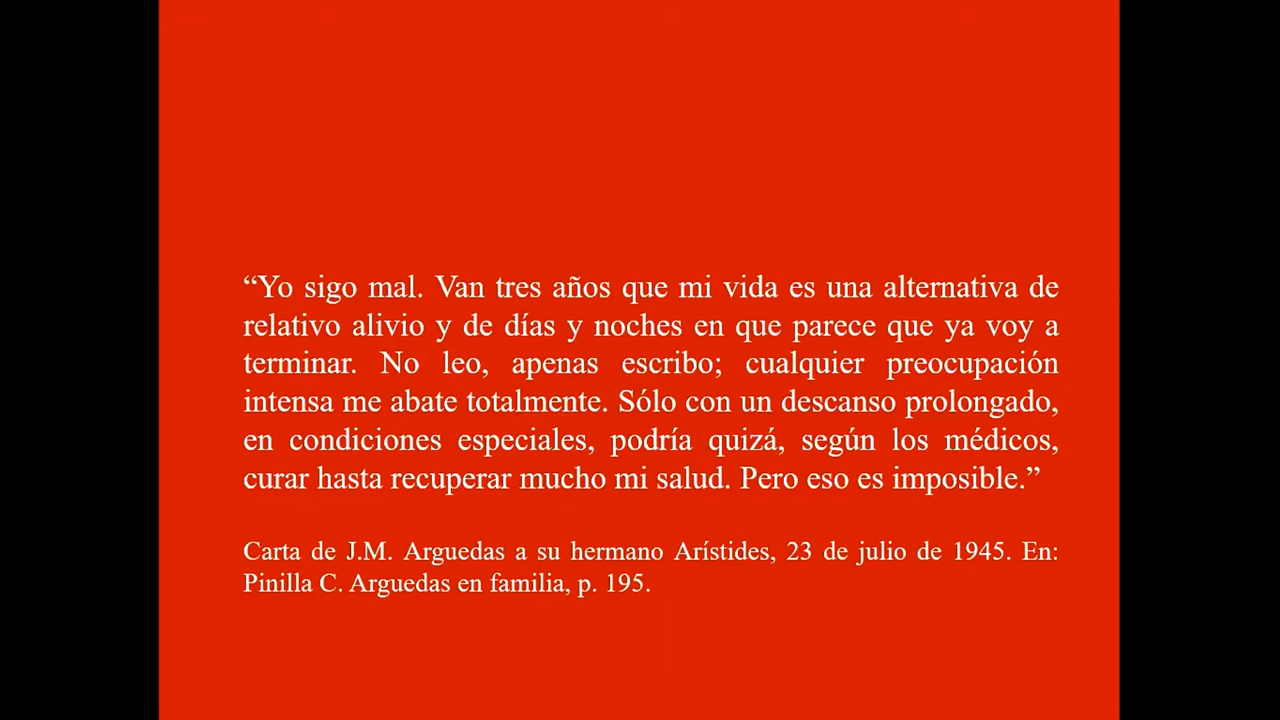 “Yo sigo mal. Van tres años que mi vida es una alternativa de
relativo alivio y de días y noches en que parece que ya voy a
terminar. No leo, apenas escribo; cualquier preocupación
intensa me abate totalmente. Sólo con un descanso prolongado,
en condiciones especiales, podría quizá, según los médicos,
curar hasta recuperar mucho mi salud. Pero eso es imposible.”
Carta de J.M. Arguedas a su hermano Arístides, 23 de julio de 1945. En:
Pinilla C. Arguedas en familia, p. 195.